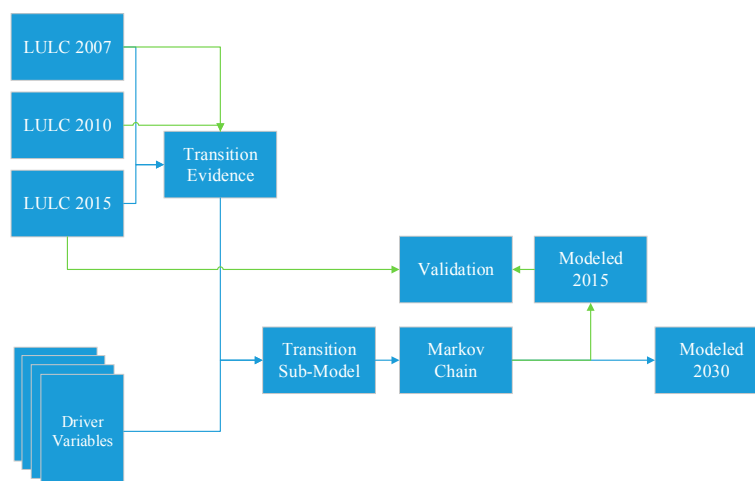 LULC 2007
LULC 2010
Transition
Evidence
LULC 2015
Validation
Modeled
2015
Transition
Sub-Model
Markov
Chain
Modeled
2030
Driver
Variables